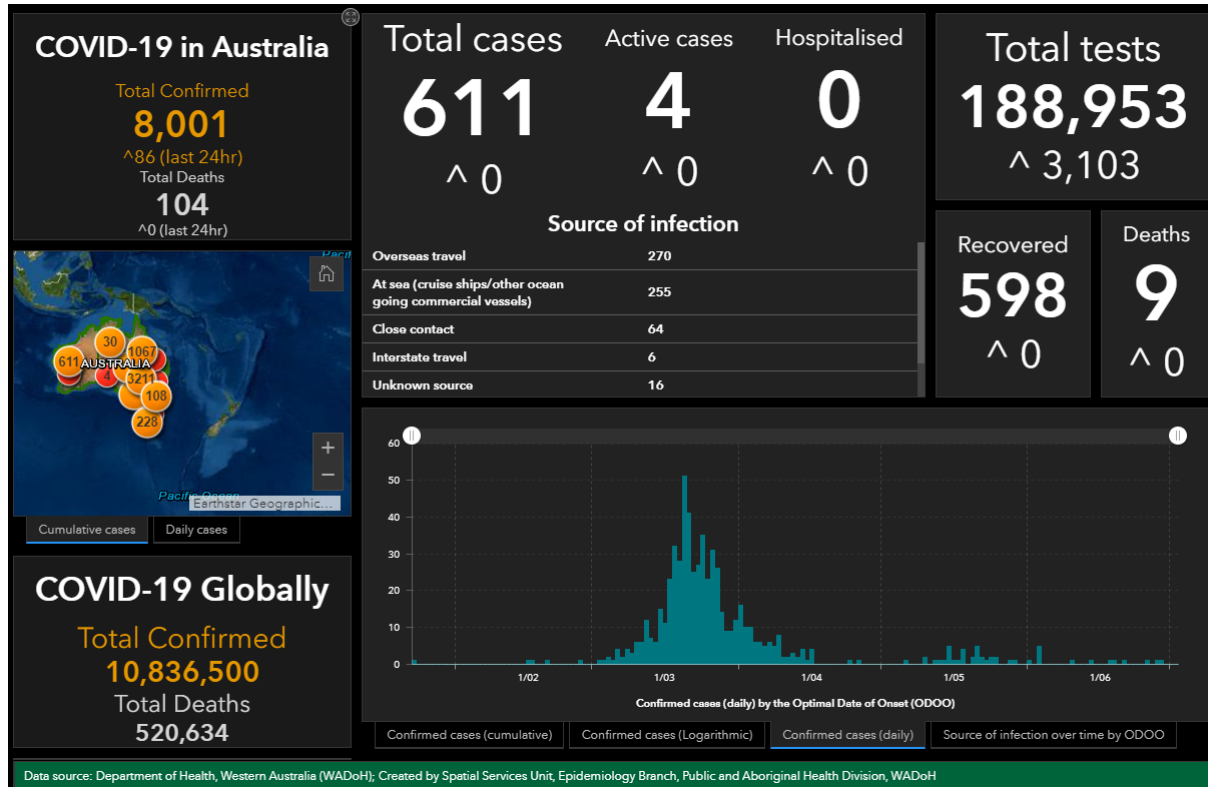 COVID-19 in Australia
Total Confirmed
8,001
^86 (last 24hr)
Total Deaths
104
^0 (last 24hr)
Total cases
611
^ 0
Active cases
4
^ 0
Hospitalised
0
^ 0
Total tests
188,953
^ 3,103
Source of infection
Overseas travel 270
At sea (cruise ships/other ocean
going commercial vessels) 255
Close contact 64
Interstate travel 6
Unknown source 16
Recovered
598
^ 0
Deaths
9
^ 0
30
1067
611
AUSTRALIA
4
3211
108
228
+
−
Pacific Ocean
Earthstar Geographic...
Cumulative cases
Daily cases
COVID-19 Globally
Total Confirmed
10,836,500
Total Deaths
520,634
60
50
40
30
20
10
0
1/02 1/03 1/04 1/05 1/06
Confirmed cases (daily) by the Optimal Date of Onset (ODOO)
Confirmed cases (cumulative)
Confirmed cases (Logarithmic)
Confirmed cases (daily)
Source of infection over time by ODOO
Data source: Department of Health, Western Australia (WADoH); Created by Spatial Services Unit, Epidemiology Branch, Public and Aboriginal Health Division, WADoH